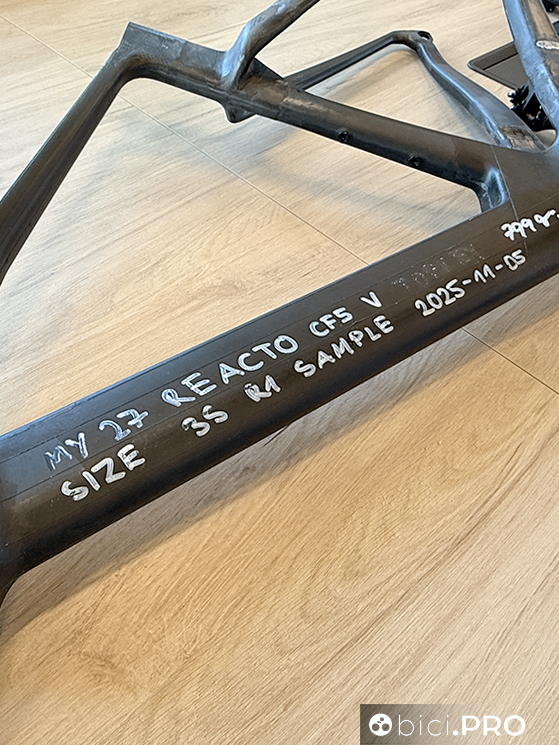 MY 27 REACTO CF5 V
SIZE 3S R1 SAMPLE 2025-11-05
bici.PRO